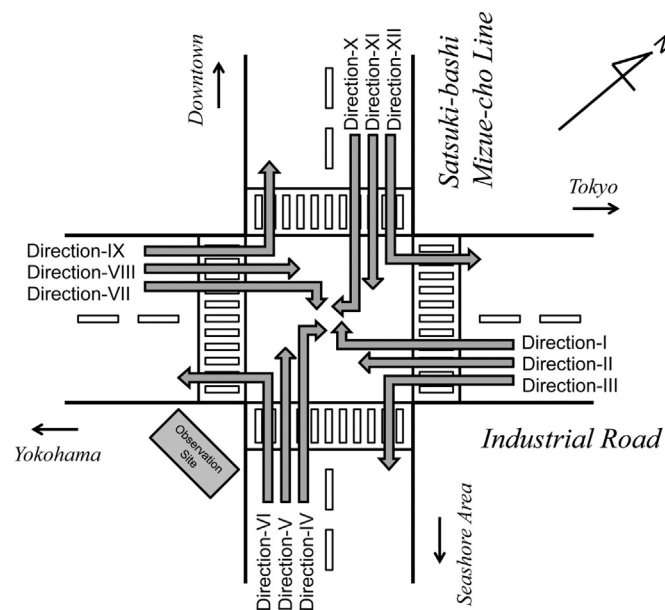 Downtown
Direction-X
Direction-XI
Direction-XII
Satsuki-bashi
Mizue-cho Line
N
Tokyo
Direction-IX
Direction-VIII
Direction-VII
Direction-I
Direction-II
Direction-III
Yokohama
Observation
Site
Industrial Road
Direction-VI
Direction-V
Direction-IV
Seashore Area